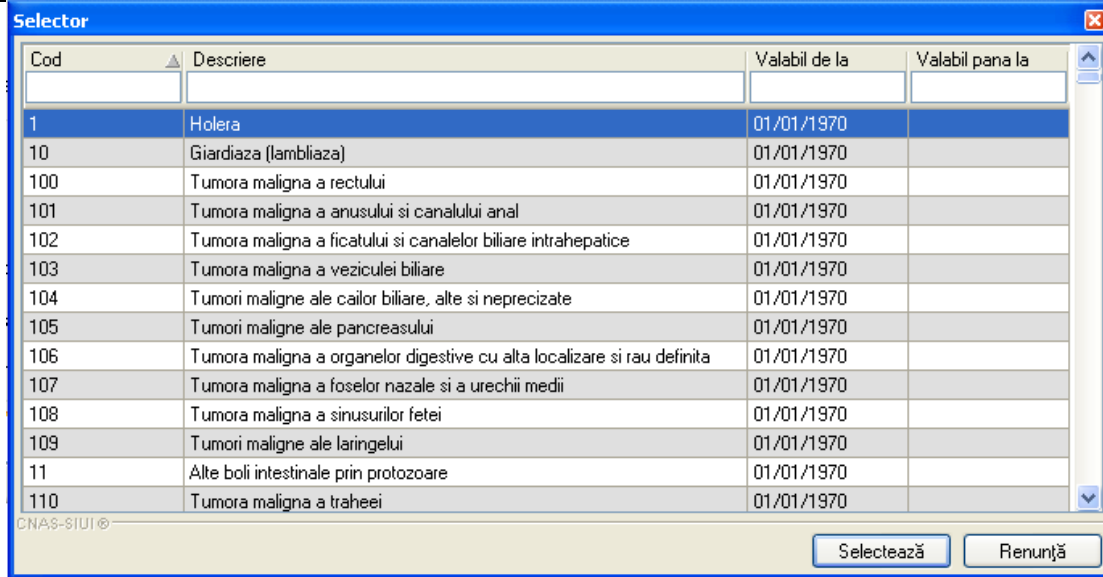 Selector
Cod Descriere Valabil de la Valabil pana la
1 Holera 01/01/1970
10 Giardiaza (lambliaza) 01/01/1970
100 Tumora maligna a rectului 01/01/1970
101 Tumora maligna a anusului si canalului anal 01/01/1970
102 Tumora maligna a ficatului si canalelor biliare intrahepatice 01/01/1970
103 Tumora maligna a veziculei biliare 01/01/1970
104 Tumori maligne ale cailor biliare, alte si neprecizate 01/01/1970
105 Tumori maligne ale pancreasului 01/01/1970
106 Tumora maligna a organelor digestive cu alta localizare si rau definita 01/01/1970
107 Tumora maligna a foselor nazale si a urechii medii 01/01/1970
108 Tumora maligna a sinusurilor fetei 01/01/1970
109 Tumori maligne ale laringelui 01/01/1970
11 Alte boli intestinale prin protozoare 01/01/1970
110 Tumora maligna a traheei 01/01/1970
CNAS-SIUI ®
Selectează Renunţă